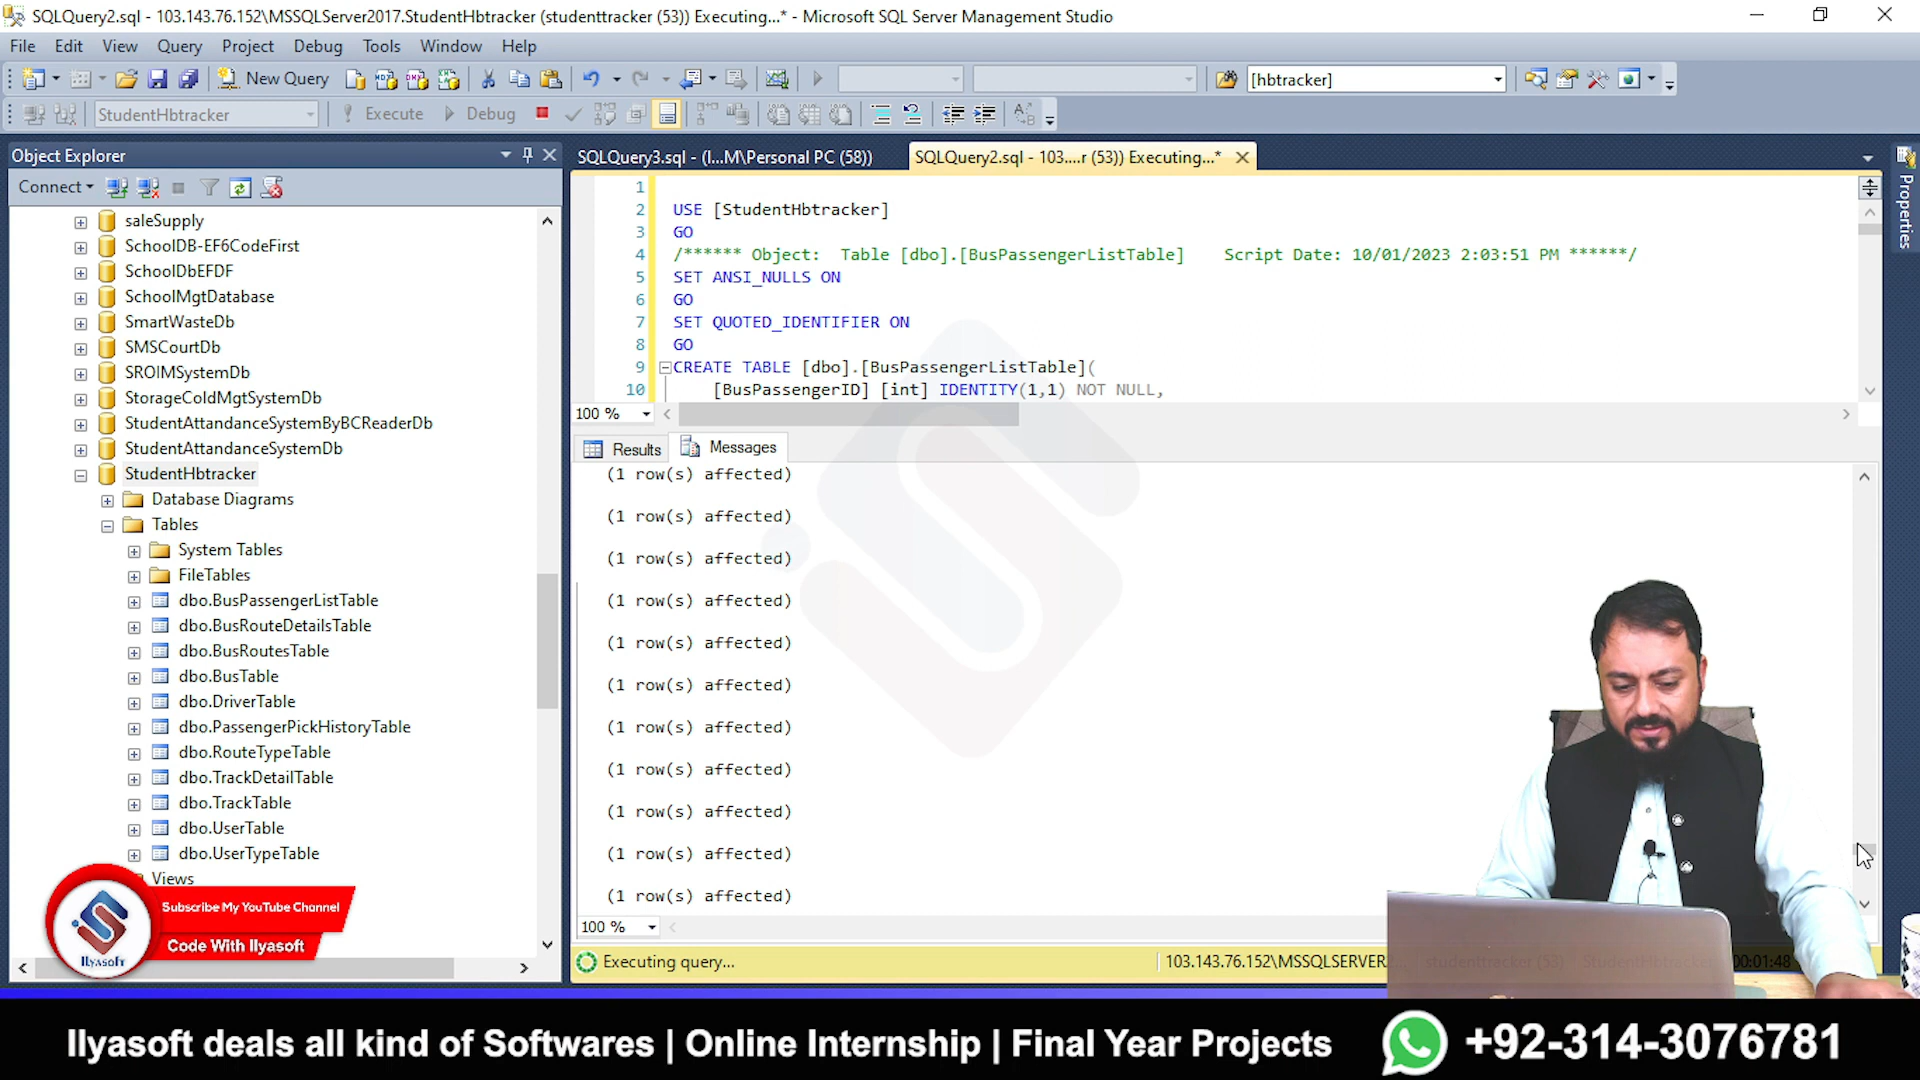 SQLQuery2.sql - 103.143.76.152\MSSQLServer2017.StudentHbtracker (studenttracker (53)) Executing...* - Microsoft SQL Server Management Studio
File Edit View Query Project Debug Tools Window Help
New Query
[hbtracker]
StudentHbtracker
Execute
Debug
Object Explorer
SQLQuery3.sql - (l...M\Personal PC (58))
SQLQuery2.sql - 103....r (53)) Executing...*
Properties
Connect
saleSupply
SchoolDB-EF6CodeFirst
SchoolDbEFDF
SchoolMgtDatabase
SmartWasteDb
SMSCourtDb
SROIMSystemDb
StorageColdMgtSystemDb
StudentAttandanceSystemByBCReaderDb
StudentAttandanceSystemDb
StudentHbtracker
Database Diagrams
Tables
System Tables
FileTables
dbo.BusPassengerListTable
dbo.BusRouteDetailsTable
dbo.BusRoutesTable
dbo.BusTable
dbo.DriverTable
dbo.PassengerPickHistoryTable
dbo.RouteTypeTable
dbo.TrackDetailTable
dbo.TrackTable
dbo.UserTable
dbo.UserTypeTable
Views
1
2 USE [StudentHbtracker]
3 GO
4 /****** Object:  Table [dbo].[BusPassengerListTable]    Script Date: 10/01/2023 2:03:51 PM ******/
5 SET ANSI_NULLS ON
6 GO
7 SET QUOTED_IDENTIFIER ON
8 GO
9 CREATE TABLE [dbo].[BusPassengerListTable](
10 [BusPassengerID] [int] IDENTITY(1,1) NOT NULL,
100 %
Results
Messages
(1 row(s) affected)
(1 row(s) affected)
(1 row(s) affected)
(1 row(s) affected)
(1 row(s) affected)
(1 row(s) affected)
(1 row(s) affected)
(1 row(s) affected)
(1 row(s) affected)
(1 row(s) affected)
(1 row(s) affected)
100 %
Executing query...
103.143.76.152\MSSQLSERVER2...
studenttracker (53)
00:01:48
Subscribe My YouTube Channel
Code With Ilyasoft
Ilyasoft
Ilyasoft deals all kind of Softwares | Online Internship | Final Year Projects
+92-314-3076781